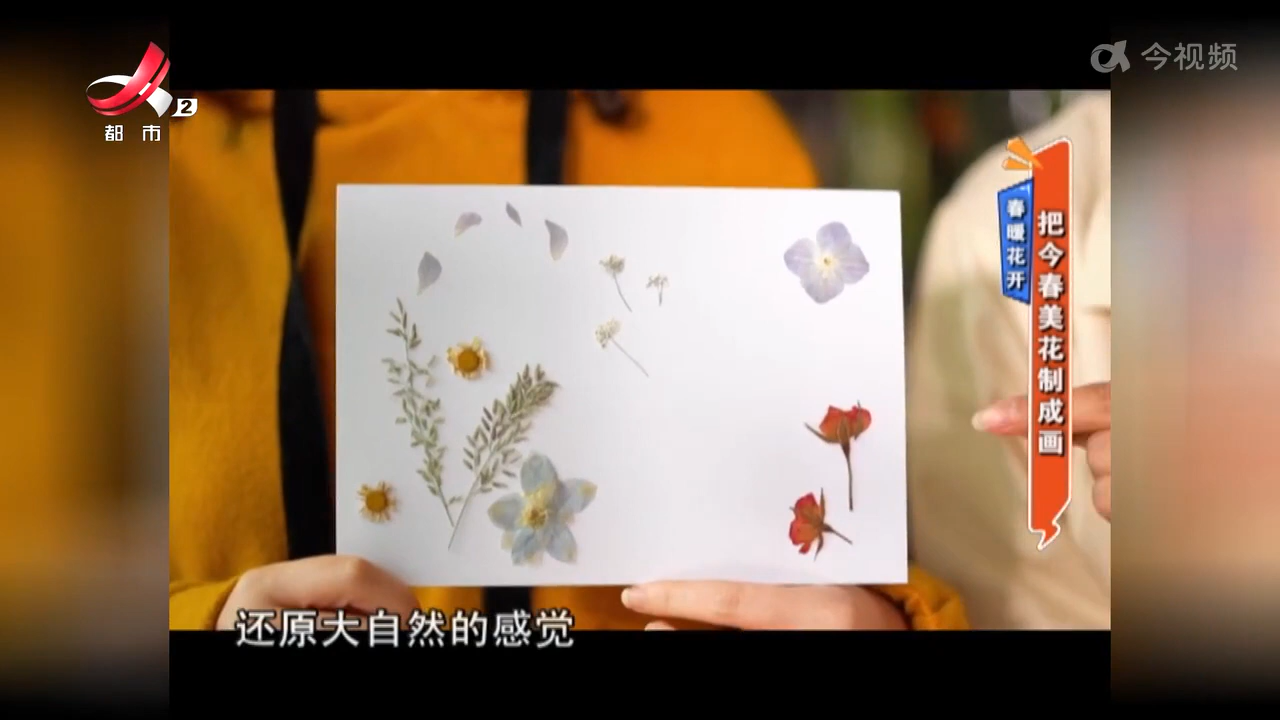 都 市
2
今视频
春暖花开
把今春美花制成画
还原大自然的感觉